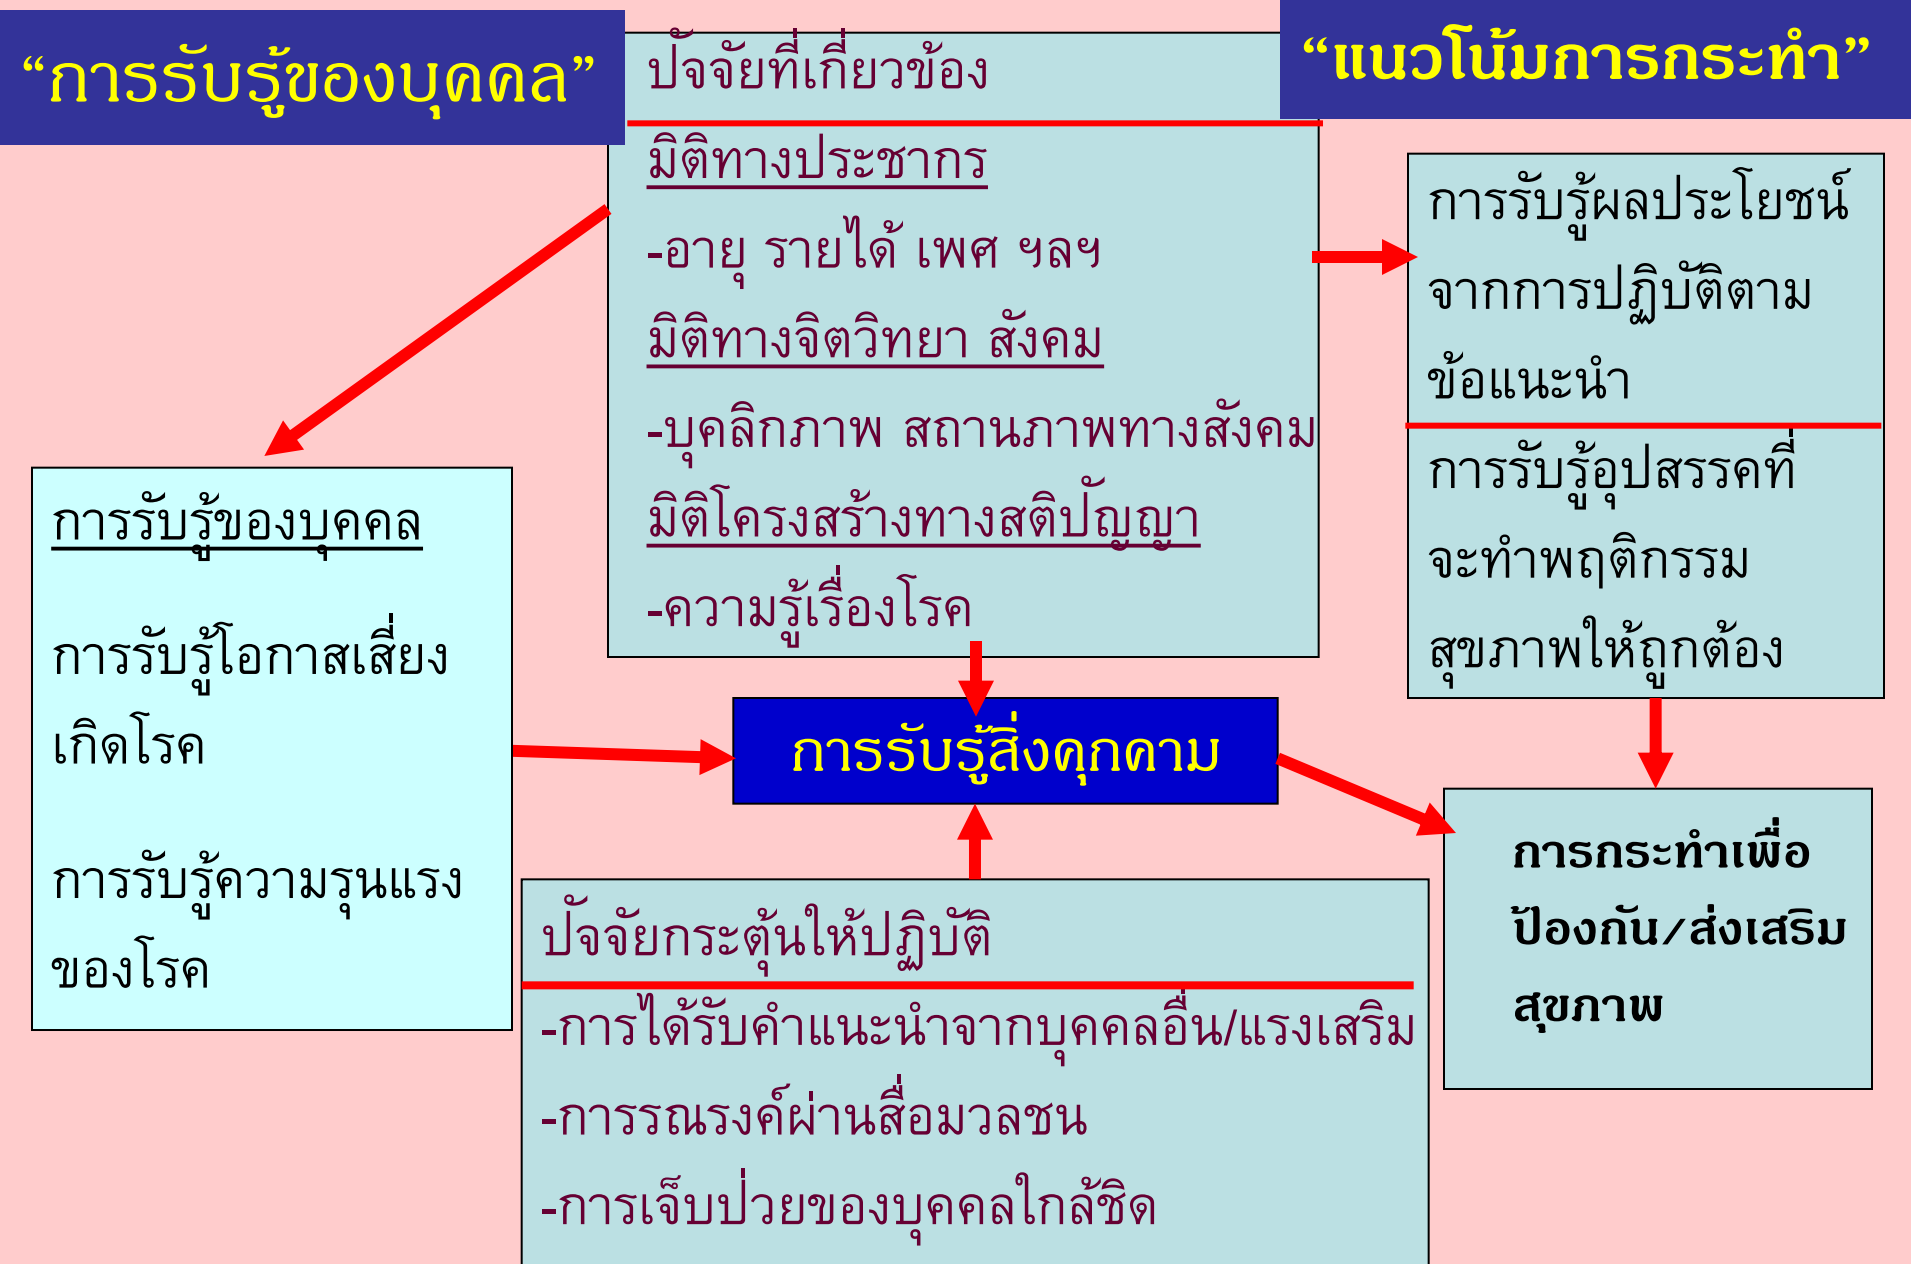 “การรับรู้ของบุคคล”
ปัจจัยที่เกี่ยวข้อง
มิติทางประชากร
-อายุ รายได้ เพศ ฯลฯ
มิติทางจิตวิทยา สังคม
-บุคลิกภาพ สถานภาพทางสังคม
มิติโครงสร้างทางสติปัญญา
-ความรู้เรื่องโรค
“แนวโน้มการกระทำ”
การรับรู้ผลประโยชน์
จากการปฏิบัติตาม
ข้อแนะนำ
การรับรู้อุปสรรคที่
จะทำพฤติกรรม
สุขภาพให้ถูกต้อง
การรับรู้ของบุคคล
การรับรู้โอกาสเสี่ยง
เกิดโรค
การรับรู้ความรุนแรง
ของโรค
การรับรู้สิ่งคุกคาม
ปัจจัยกระตุ้นให้ปฏิบัติ
-การได้รับคำแนะนำจากบุคคลอื่น/แรงเสริม
-การรณรงค์ผ่านสื่อมวลชน
-การเจ็บป่วยของบุคคลใกล้ชิด
การกระทำเพื่อ
ป้องกัน/ส่งเสริม
สุขภาพ